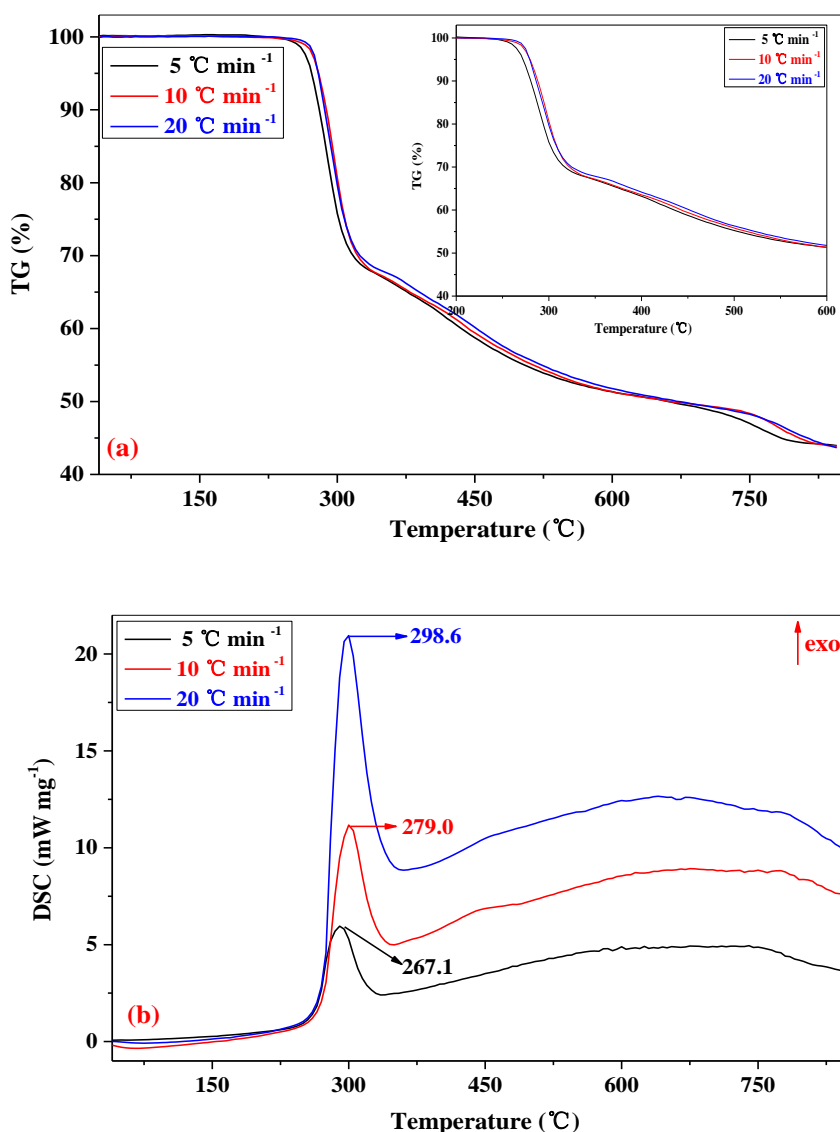 100
90
80
70
60
50
40
TG (%)
5 ℃ min -1
10 ℃ min -1
20 ℃ min -1
(a)
150
300
450
600
750
Temperature (℃)
100
90
80
70
60
50
40
TG (%)
5 ℃ min -1
10 ℃ min -1
20 ℃ min -1
200
300
400
500
600
Temperature (℃)
20
15
10
5
0
DSC (mW mg-1)
5 ℃ min -1
10 ℃ min -1
20 ℃ min -1
298.6
exo
279.0
267.1
(b)
150
300
450
600
750
Temperature (℃)